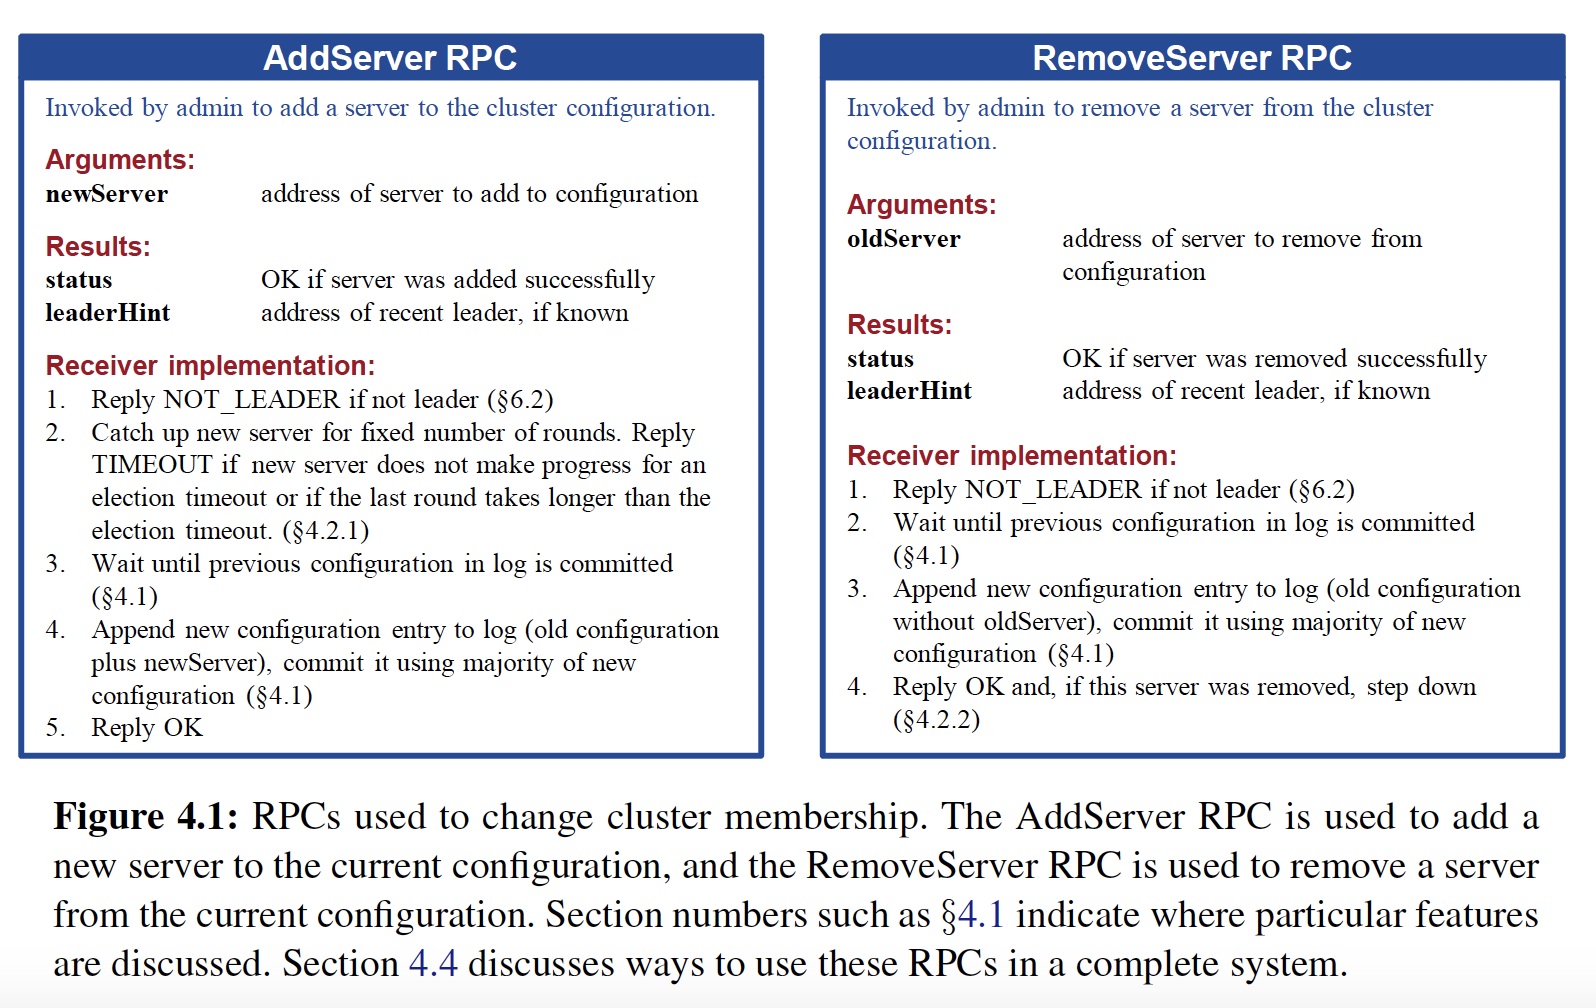 AddServer RPC
Invoked by admin to add a server to the cluster configuration.
Arguments:
newServer address of server to add to configuration
Results:
status OK if server was added successfully
leaderHint address of recent leader, if known
Receiver implementation:
1. Reply NOT_LEADER if not leader (§6.2)
2. Catch up new server for fixed number of rounds. Reply
TIMEOUT if new server does not make progress for an
election timeout or if the last round takes longer than the
election timeout. (§4.2.1)
3. Wait until previous configuration in log is committed
(§4.1)
4. Append new configuration entry to log (old configuration
plus newServer), commit it using majority of new
configuration (§4.1)
5. Reply OK
RemoveServer RPC
Invoked by admin to remove a server from the cluster
configuration.
Arguments:
oldServer address of server to remove from
configuration
Results:
status OK if server was removed successfully
leaderHint address of recent leader, if known
Receiver implementation:
1. Reply NOT_LEADER if not leader (§6.2)
2. Wait until previous configuration in log is committed
(§4.1)
3. Append new configuration entry to log (old configuration
without oldServer), commit it using majority of new
configuration (§4.1)
4. Reply OK and, if this server was removed, step down
(§4.2.2)
Figure 4.1: RPCs used to change cluster membership. The AddServer RPC is used to add a
new server to the current configuration, and the RemoveServer RPC is used to remove a server
from the current configuration. Section numbers such as §4.1 indicate where particular features
are discussed. Section 4.4 discusses ways to use these RPCs in a complete system.